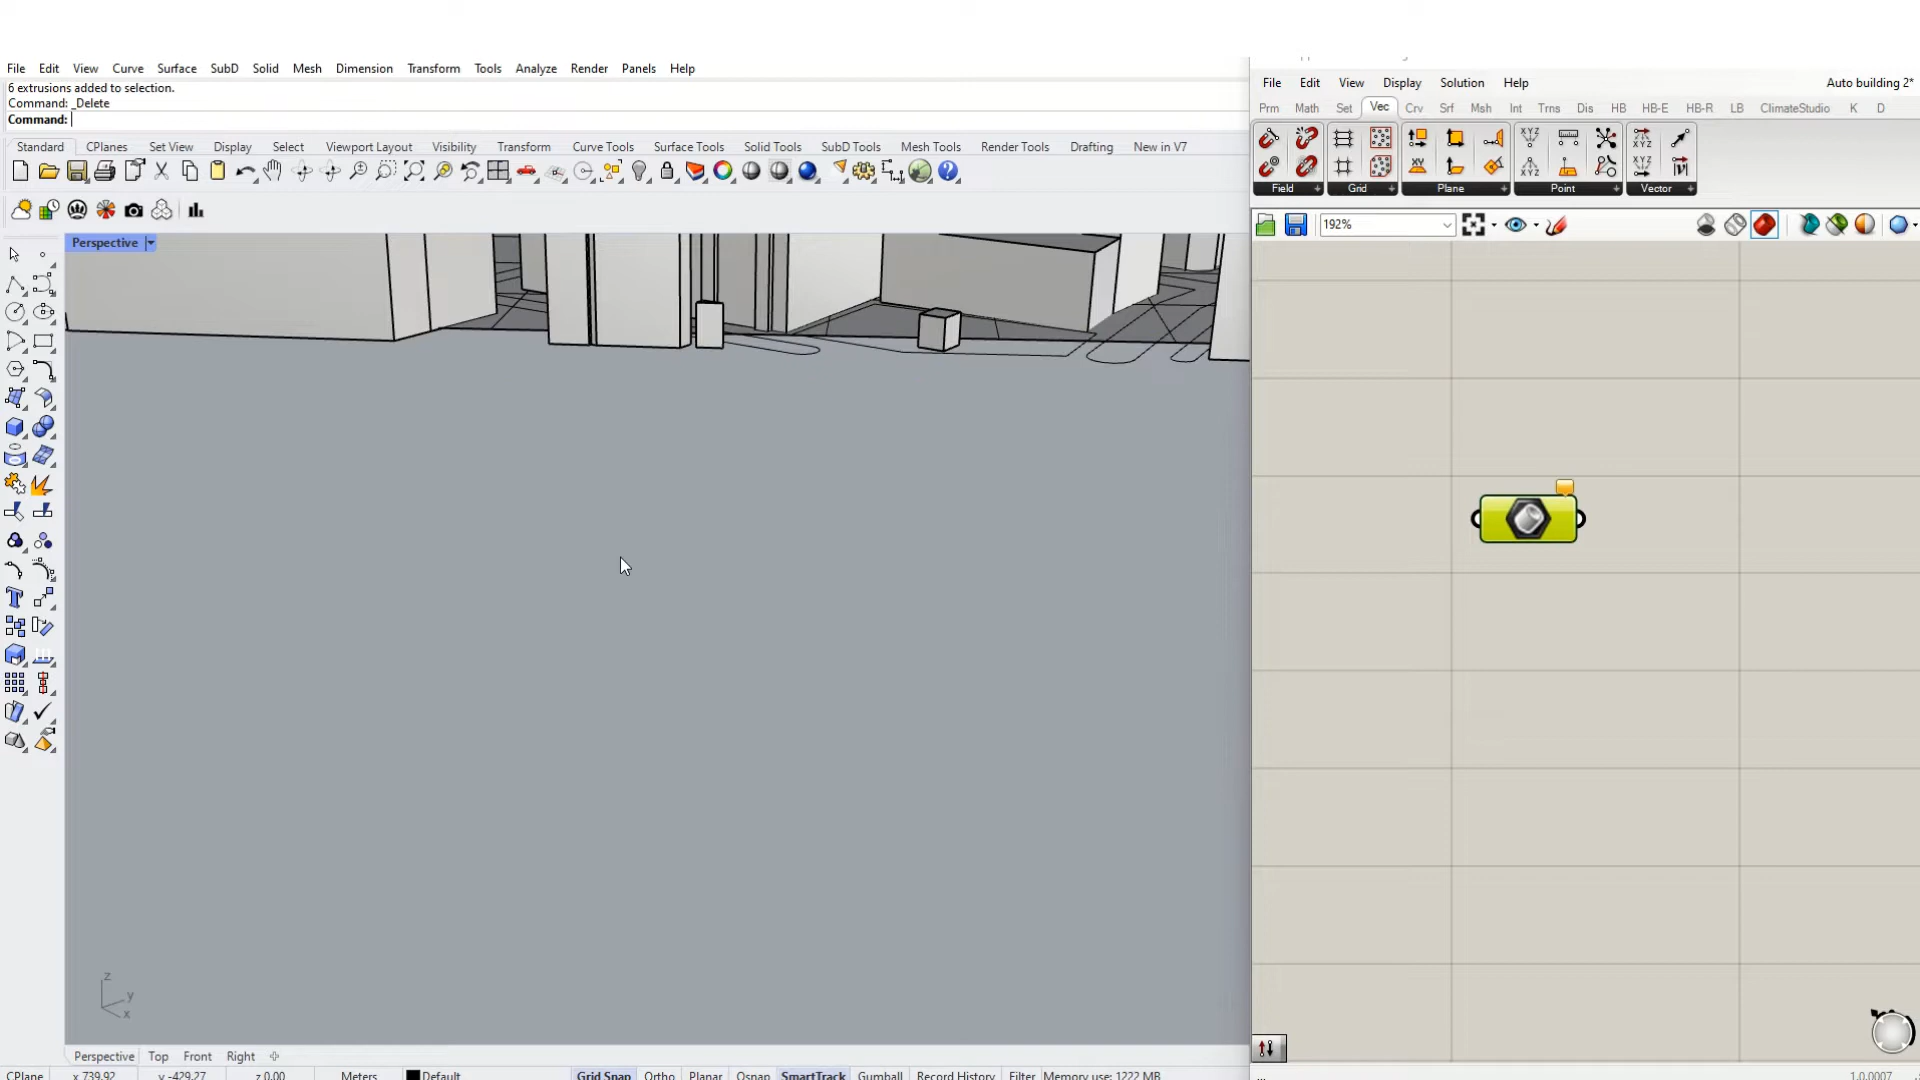 File Edit View Curve Surface SubD Solid Mesh Dimension Transform Tools Analyze Render Panels Help
6 extrusions added to selection.
Command: _Delete
Command:
Standard CPlanes Set View Display Select Viewport Layout Visibility Transform Curve Tools Surface Tools Solid Tools SubD Tools Mesh Tools Render Tools Drafting New in V7
Perspective
z
y
x
Perspective Top Front Right
CPlane x 739.92 y -429.27 z 0.00 Meters Default Grid Snap Ortho Planar Osnap SmartTrack Gumball Record History Filter Memory use: 1222 MB
File Edit View Display Solution Help Auto building 2*
Prm Math Set Vec Crv Srf Msh Int Trns Dis HB HB-E HB-R LB ClimateStudio K D
Field Grid Plane Point Vector
192%
1.0.0007